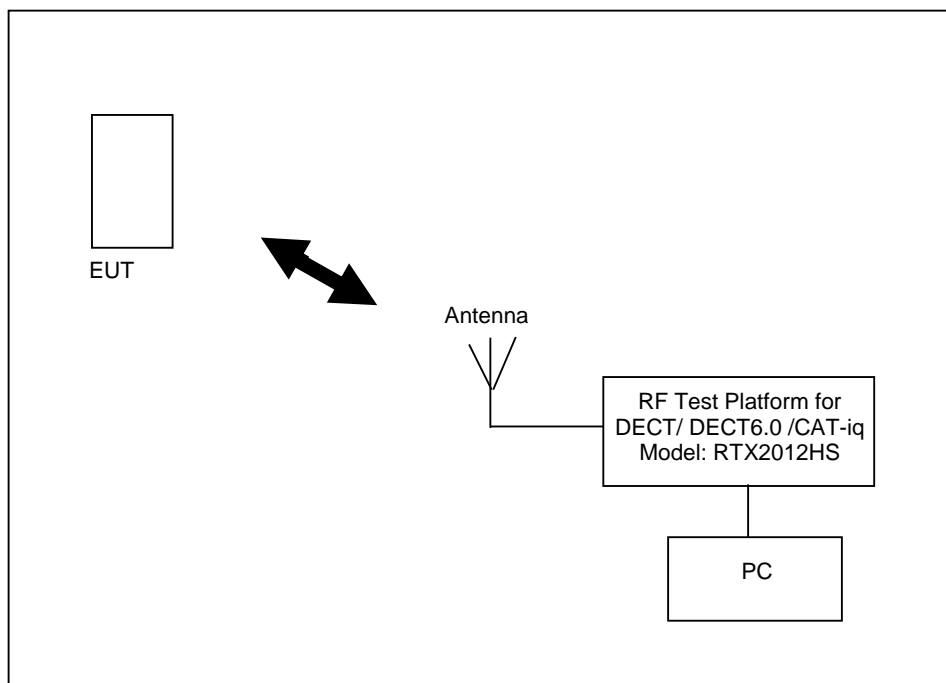 EUT
Antenna
RF Test Platform for
DECT/ DECT6.0 /CAT-iq
Model: RTX2012HS
PC